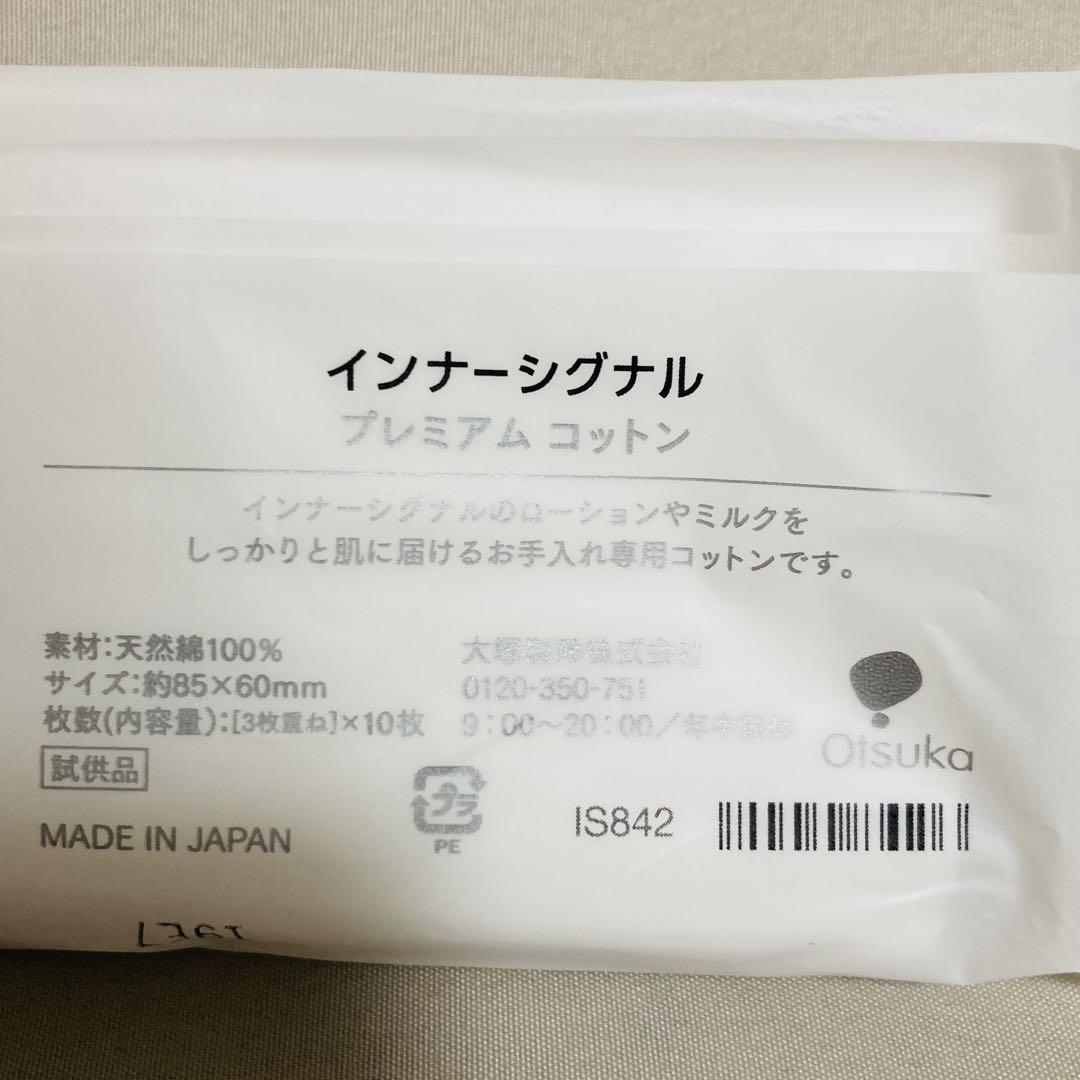 インナーシグナル
プレミアム コットン
インナーシグナルのローションやミルクを
しっかりと肌に届けるお手入れ専用コットンです。
素材:天然綿100%
サイズ:約85×60mm
枚数(内容量):[3枚重ね]×10枚
試供品
MADE IN JAPAN
大塚製薬株式会社
0120-350-751
9:00～20:00/年中無休
Otsuka
プラ
PE
IS842